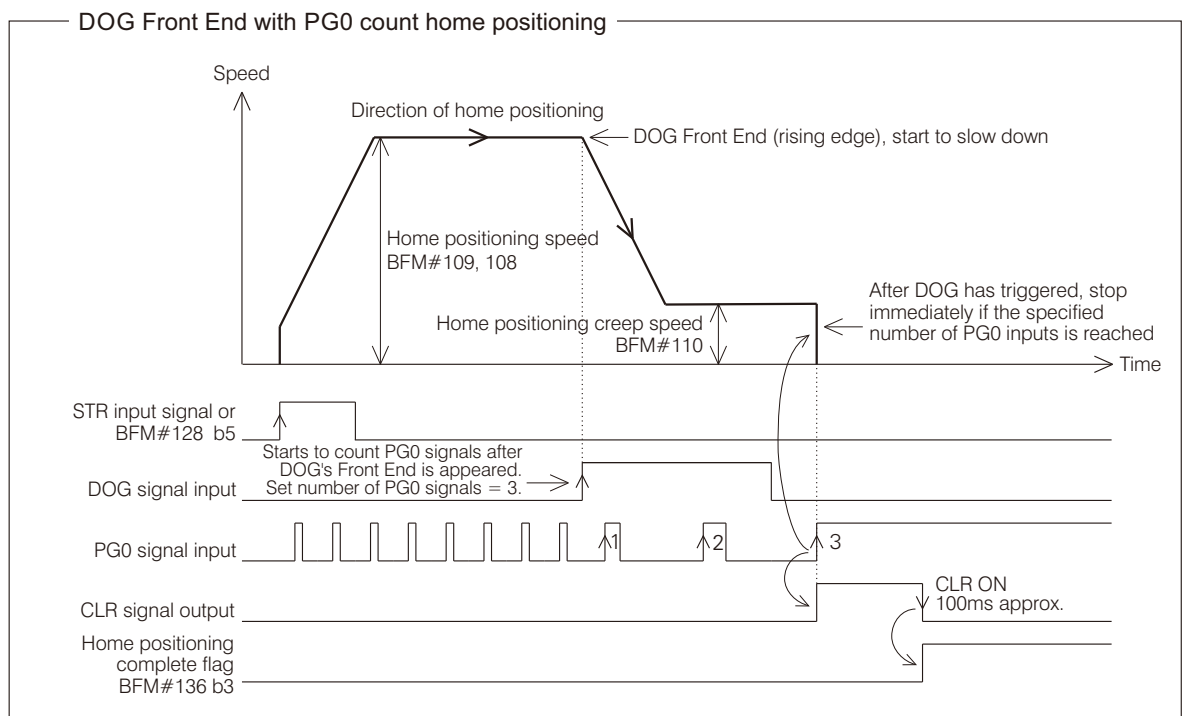 DOG Front End with PG0 count home positioning
Speed
Direction of home positioning
DOG Front End (rising edge), start to slow down
Home positioning speed
BFM#109, 108
Home positioning creep speed
BFM#110
After DOG has triggered, stop
immediately if the specified
number of PG0 inputs is reached
Time
STR input signal or
BFM#128 b5
Starts to count PG0 signals after
DOG's Front End is appeared.
Set number of PG0 signals = 3.
DOG signal input
PG0 signal input
1
2
3
CLR signal output
CLR ON
100ms approx.
Home positioning
complete flag
BFM#136 b3